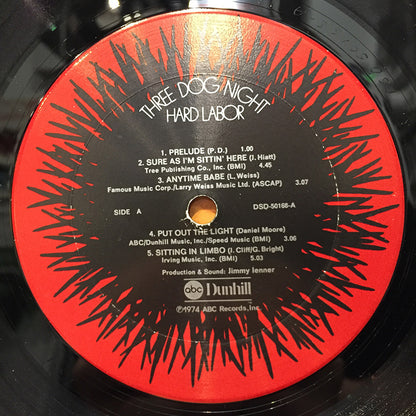 THREE DOG NIGHT
HARD LABOR
1. PRELUDE (P.D.) 1.00
2. SURE AS I'M SITTIN' HERE (J. Hiatt)
Tree Publishing Co., Inc. (BMI) 4.45
3. ANYTIME BABE (L. Weiss)
Famous Music Corp./Larry Weiss Music Ltd. (ASCAP) 3.07
SIDE A DSD-50168-A
4. PUT OUT THE LIGHT (Daniel Moore)
ABC/Dunhill Music, Inc./Speed Music (BMI) 3.06
5. SITTING IN LIMBO (J. Cliff/G. Bright)
Irving Music, Inc. (BMI) 5.03
Production & Sound: Jimmy Ienner
abc Dunhill
℗1974 ABC Records, Inc.